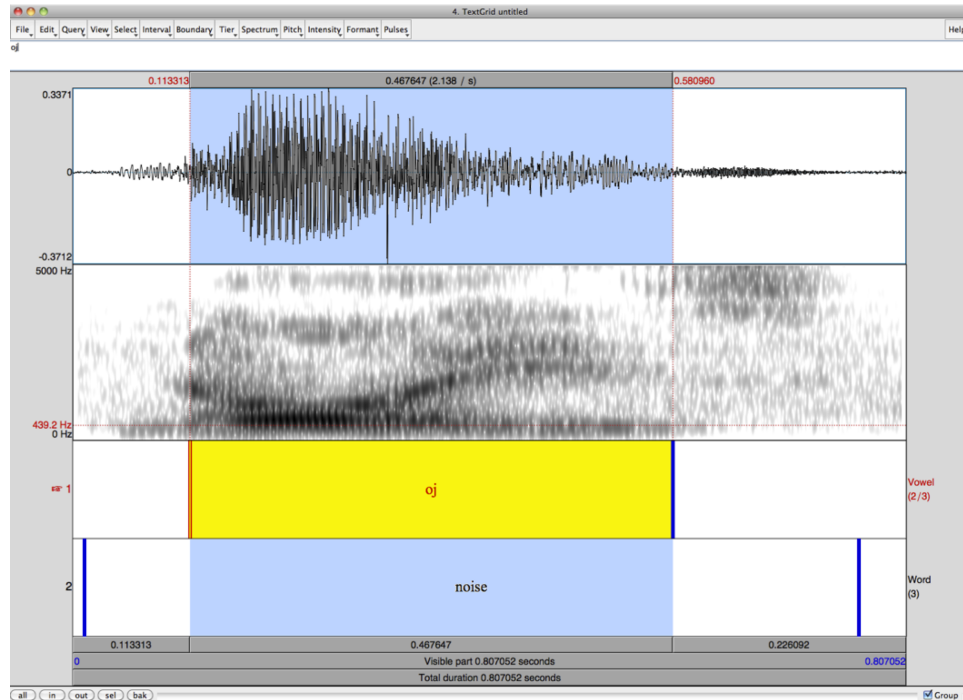 4. TextGrid untitled
File Edit Query View Select Interval Boundary Tier Spectrum Pitch Intensity Formant Pulses Help
oj
0.113313 0.467647 (2.138 / s) 0.580960
0.3371
0
-0.3712
5000 Hz
439.2 Hz
0 Hz
☞ 1 oj Vowel
(2/3)
2 noise Word
(3)
0.113313 0.467647 0.226092
0 Visible part 0.807052 seconds 0.807052
Total duration 0.807052 seconds
all in out sel bak Group